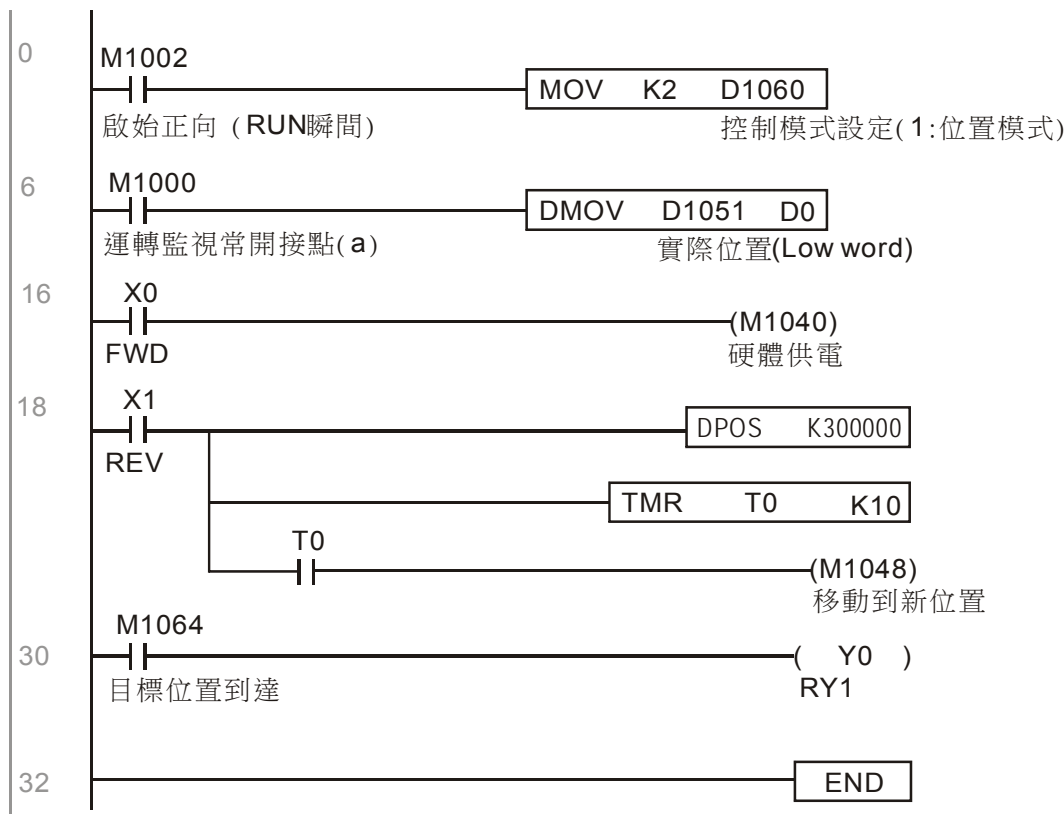 0
M1002
MOV K2 D1060
啟始正向 (RUN瞬間)
控制模式設定(1:位置模式)
6
M1000
DMOV D1051 D0
運轉監視常開接點(a)
實際位置(Low word)
16
X0
(M1040)
FWD
硬體供電
18
X1
DPOS K300000
REV
TMR T0 K10
T0
(M1048)
移動到新位置
M1064
30
( Y0 )
目標位置到達
RY1
32
END